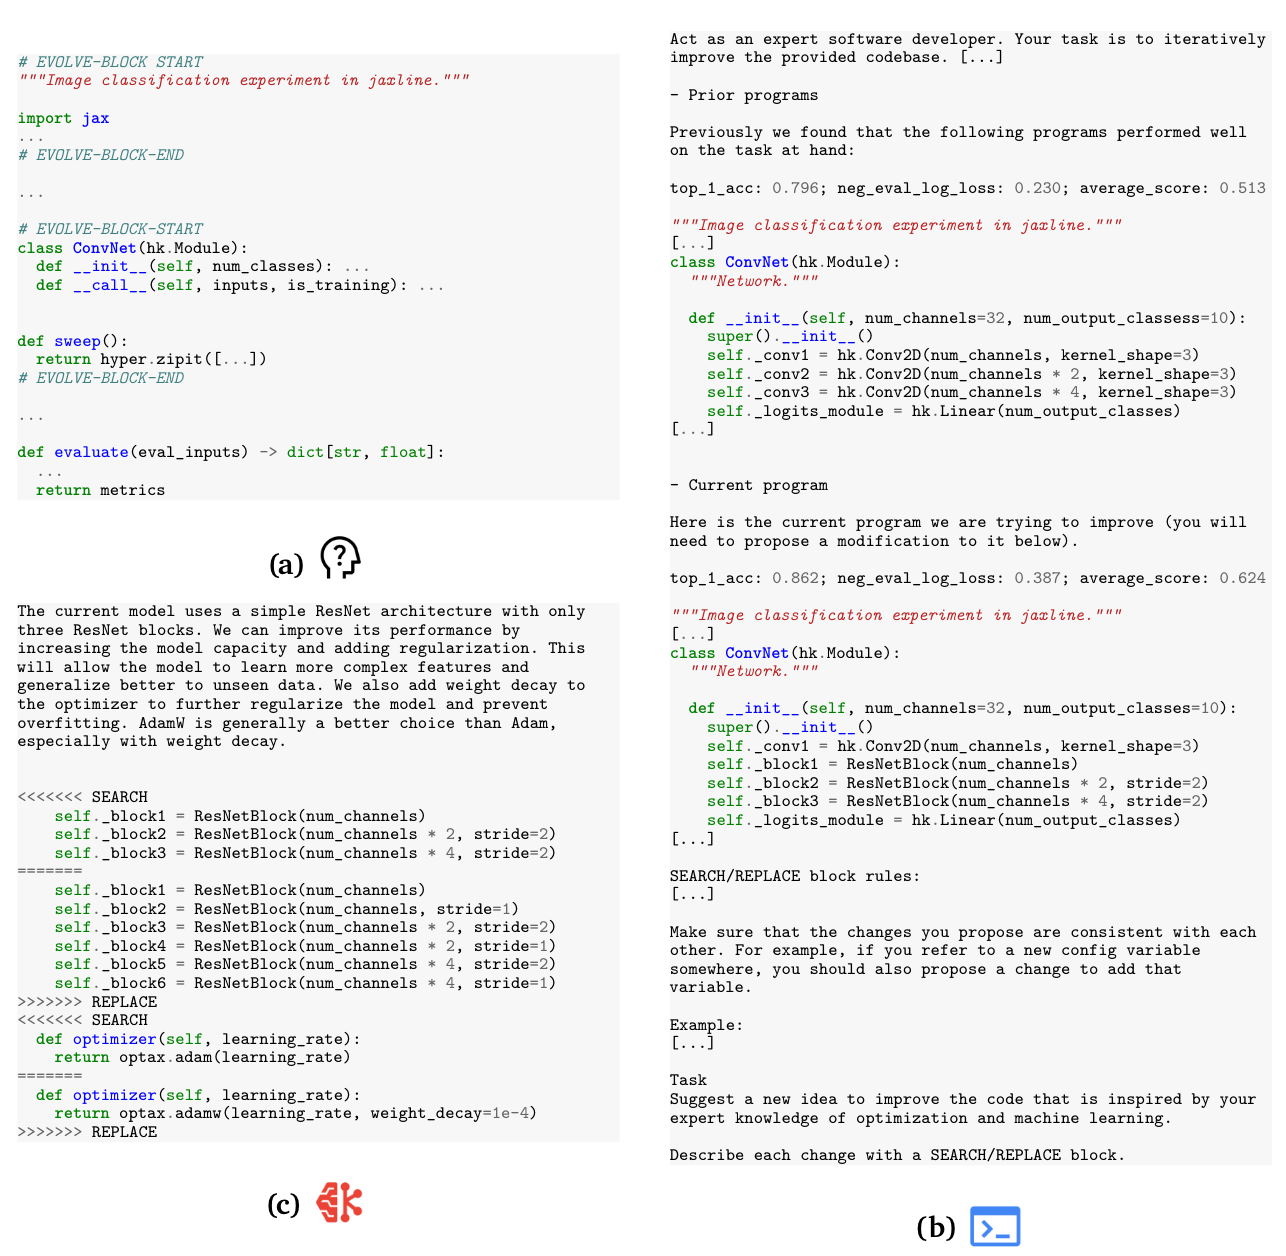 # EVOLVE-BLOCK START
"""Image classification experiment in jaxline."""

import jax
...
# EVOLVE-BLOCK-END

...

# EVOLVE-BLOCK-START
class ConvNet(hk.Module):
  def __init__(self, num_classes): ...
  def __call__(self, inputs, is_training): ...


def sweep():
  return hyper.zipit([...])
# EVOLVE-BLOCK-END

...

def evaluate(eval_inputs) -> dict[str, float]:
  ...
  return metrics
(a)
The current model uses a simple ResNet architecture with only
three ResNet blocks. We can improve its performance by
increasing the model capacity and adding regularization. This
will allow the model to learn more complex features and
generalize better to unseen data. We also add weight decay to
the optimizer to further regularize the model and prevent
overfitting. AdamW is generally a better choice than Adam,
especially with weight decay.


<<<<<<< SEARCH
    self._block1 = ResNetBlock(num_channels)
    self._block2 = ResNetBlock(num_channels * 2, stride=2)
    self._block3 = ResNetBlock(num_channels * 4, stride=2)
=======
    self._block1 = ResNetBlock(num_channels)
    self._block2 = ResNetBlock(num_channels, stride=1)
    self._block3 = ResNetBlock(num_channels * 2, stride=2)
    self._block4 = ResNetBlock(num_channels * 2, stride=1)
    self._block5 = ResNetBlock(num_channels * 4, stride=2)
    self._block6 = ResNetBlock(num_channels * 4, stride=1)
>>>>>>> REPLACE
<<<<<<< SEARCH
  def optimizer(self, learning_rate):
    return optax.adam(learning_rate)
=======
  def optimizer(self, learning_rate):
    return optax.adamw(learning_rate, weight_decay=1e-4)
>>>>>>> REPLACE
(c)
Act as an expert software developer. Your task is to iteratively
improve the provided codebase. [...]

- Prior programs

Previously we found that the following programs performed well
on the task at hand:

top_1_acc: 0.796; neg_eval_log_loss: 0.230; average_score: 0.513

"""Image classification experiment in jaxline."""
[...]
class ConvNet(hk.Module):
  """Network."""

  def __init__(self, num_channels=32, num_output_classess=10):
    super().__init__()
    self._conv1 = hk.Conv2D(num_channels, kernel_shape=3)
    self._conv2 = hk.Conv2D(num_channels * 2, kernel_shape=3)
    self._conv3 = hk.Conv2D(num_channels * 4, kernel_shape=3)
    self._logits_module = hk.Linear(num_output_classes)
[...]


- Current program

Here is the current program we are trying to improve (you will
need to propose a modification to it below).

top_1_acc: 0.862; neg_eval_log_loss: 0.387; average_score: 0.624

"""Image classification experiment in jaxline."""
[...]
class ConvNet(hk.Module):
  """Network."""

  def __init__(self, num_channels=32, num_output_classes=10):
    super().__init__()
    self._conv1 = hk.Conv2D(num_channels, kernel_shape=3)
    self._block1 = ResNetBlock(num_channels)
    self._block2 = ResNetBlock(num_channels * 2, stride=2)
    self._block3 = ResNetBlock(num_channels * 4, stride=2)
    self._logits_module = hk.Linear(num_output_classes)
[...]

SEARCH/REPLACE block rules:
[...]

Make sure that the changes you propose are consistent with each
other. For example, if you refer to a new config variable
somewhere, you should also propose a change to add that
variable.

Example:
[...]

Task
Suggest a new idea to improve the code that is inspired by your
expert knowledge of optimization and machine learning.

Describe each change with a SEARCH/REPLACE block.
(b)